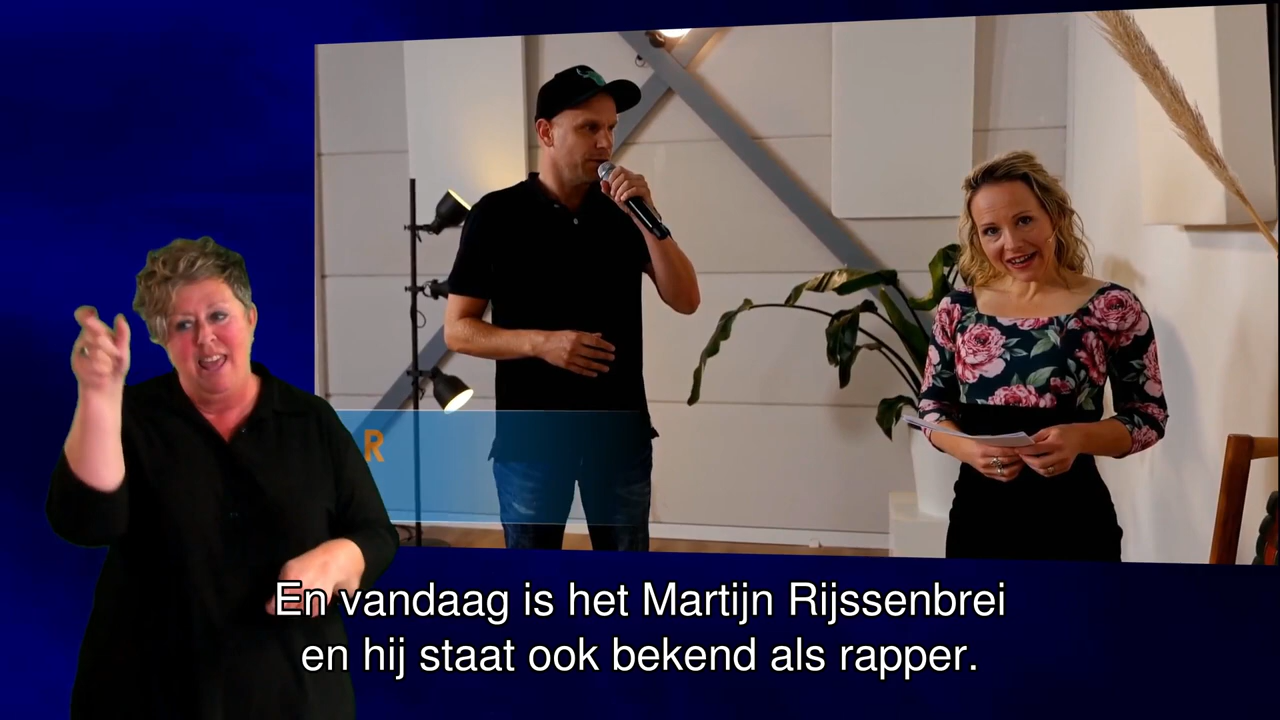 R
En vandaag is het Martijn Rijssenbrei
en hij staat ook bekend als rapper.